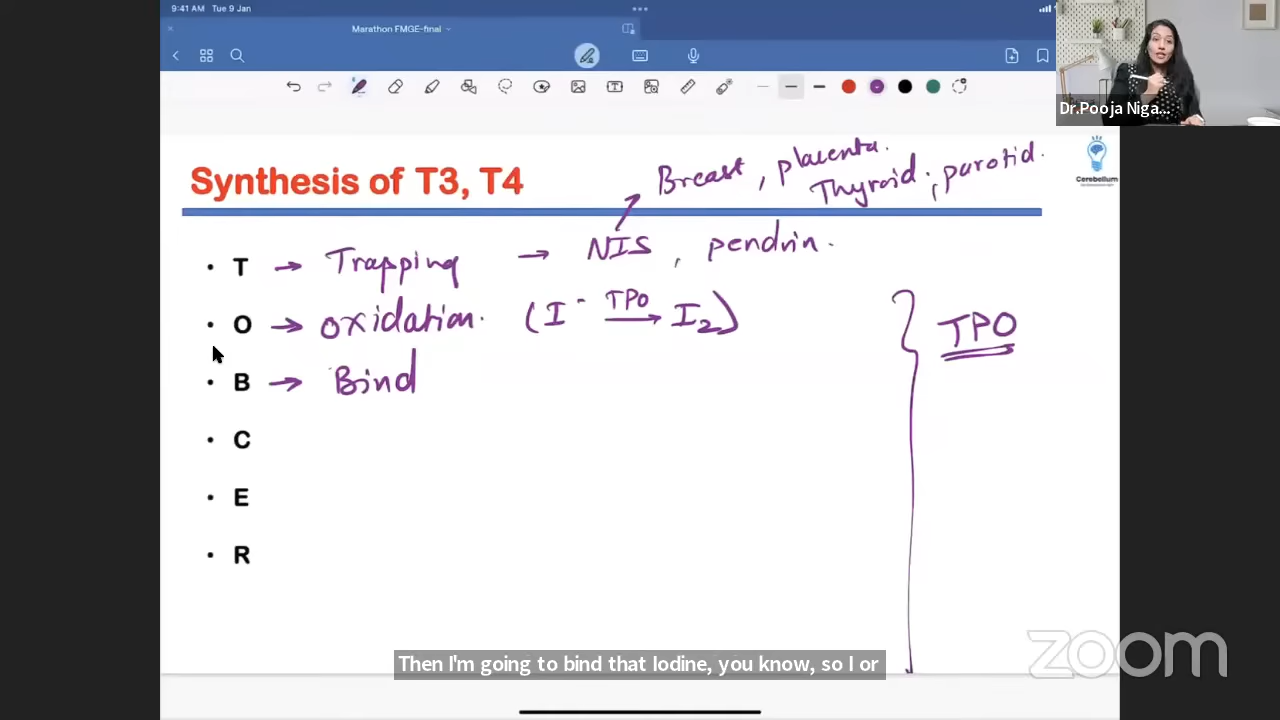 9:41 AM Tue 9 Jan
Marathon FMGE-final
Dr.Pooja Niga...
Cerebellum
Synthesis of T3, T4
Breast, placenta.
Thyroid, parotid.
• T → Trapping → NIS, pendrin.
• O → oxidation. (I⁻ TPO→ I₂)
TPO
• B → Bind
• C
• E
• R
Then I'm going to bind that Iodine, you know, so I or
zoom